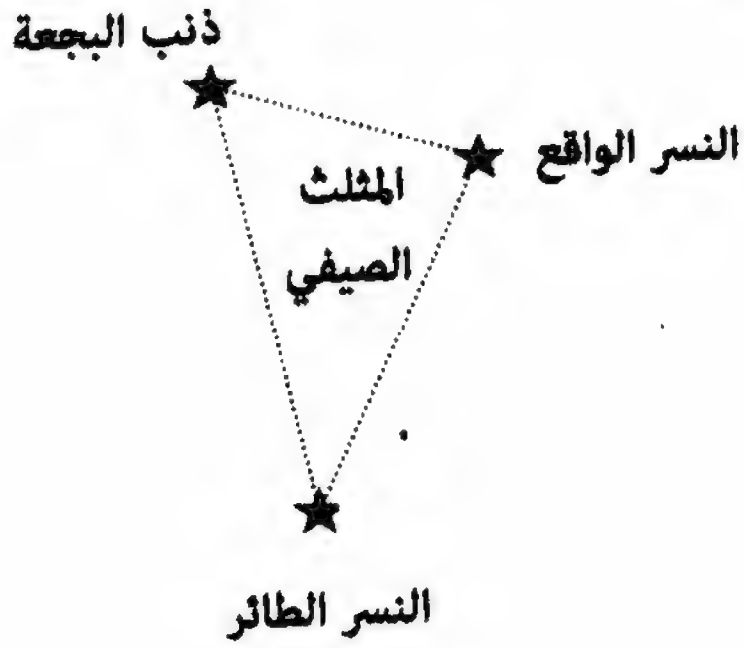 ذنب البجعة
النسر الواقع
المثلث
الصيفي
النسر الطائر